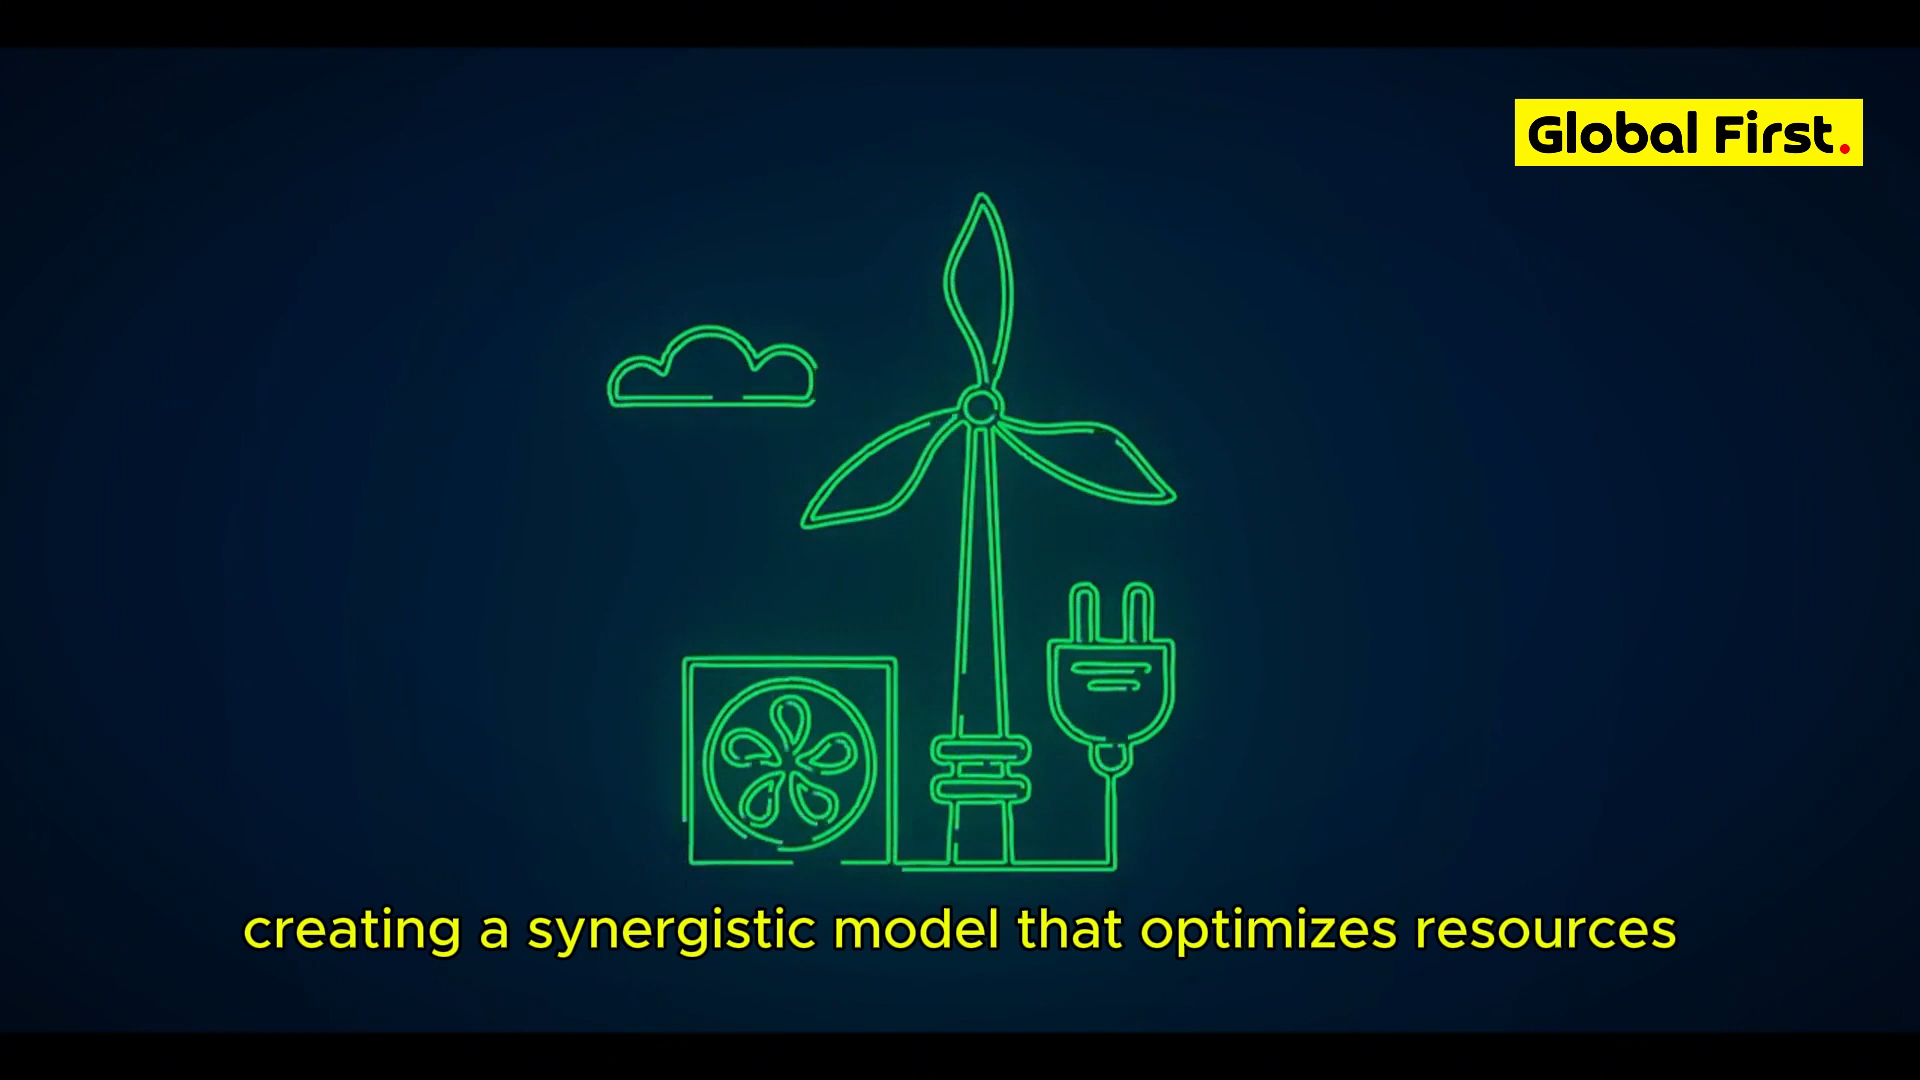 Global First.
creating a synergistic model that optimizes resources